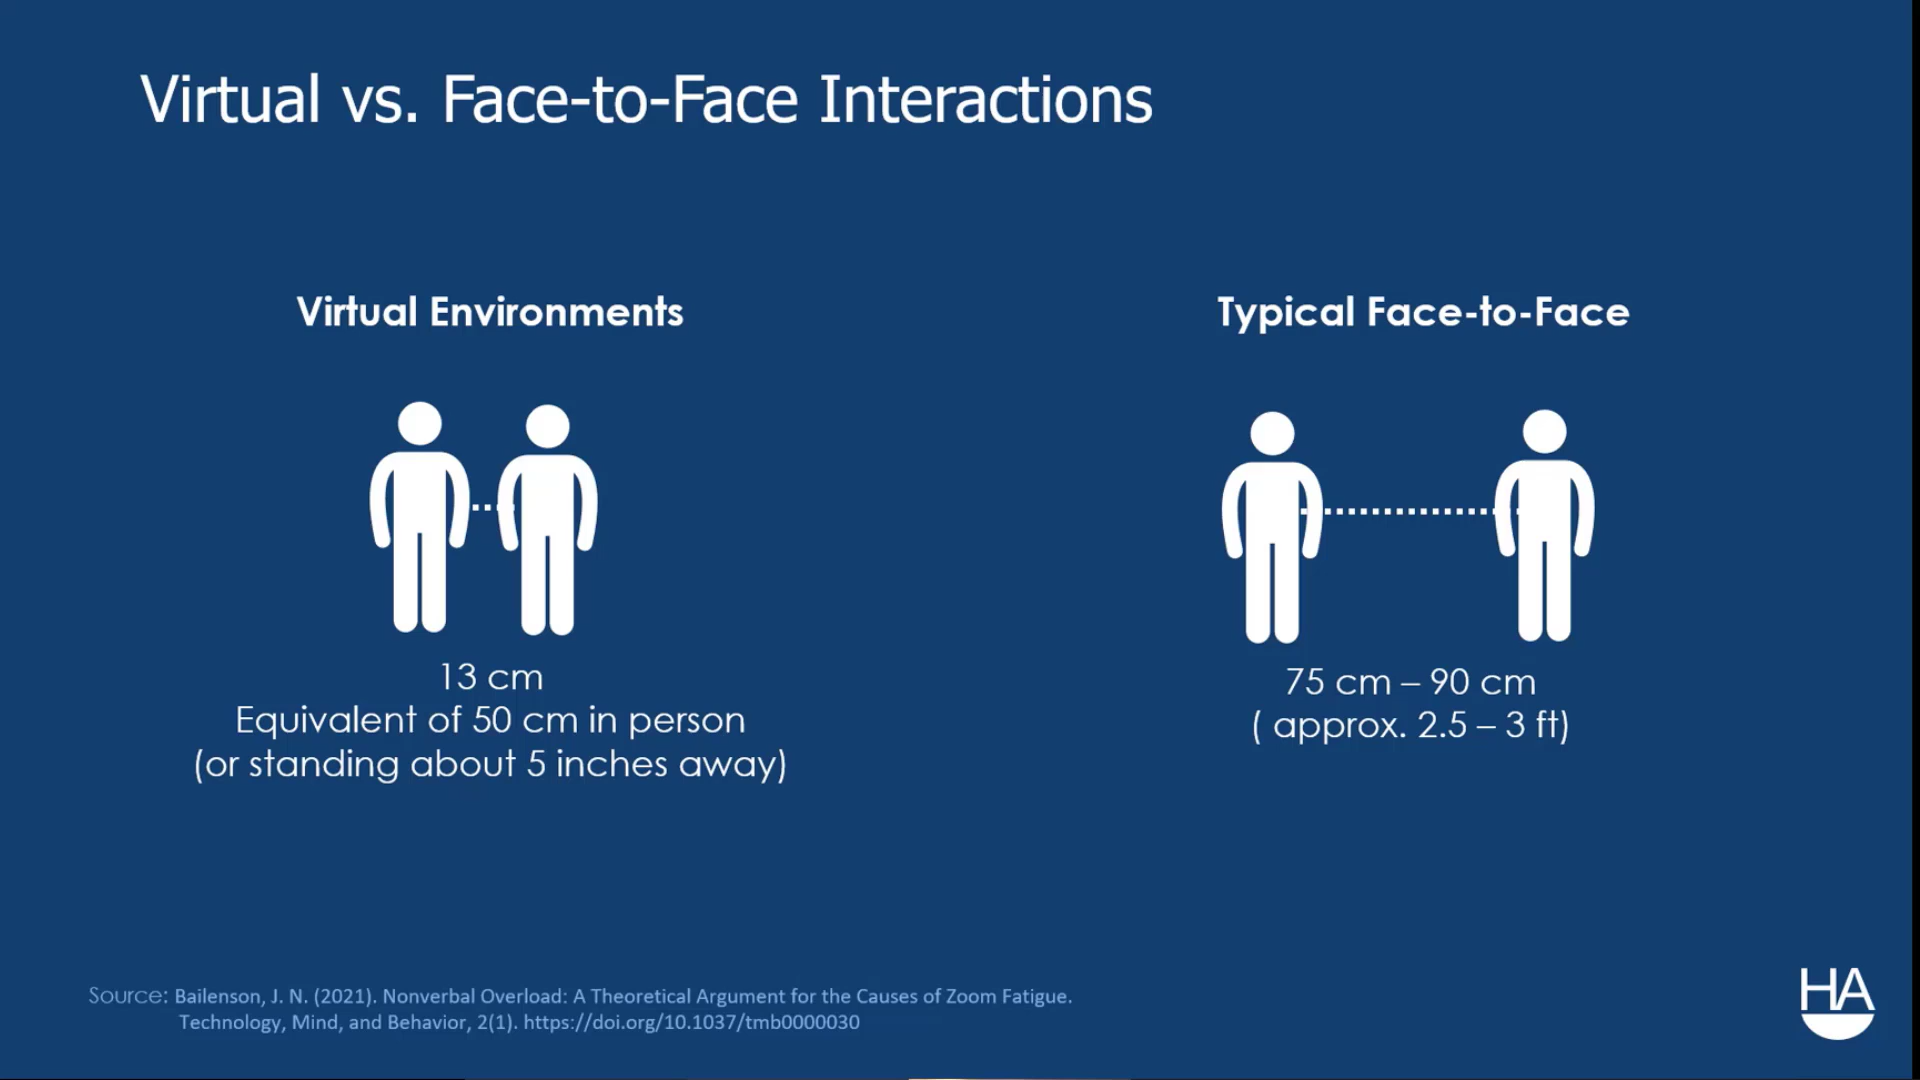 Virtual vs. Face-to-Face Interactions
Virtual Environments
13 cm
Equivalent of 50 cm in person
(or standing about 5 inches away)
Typical Face-to-Face
75 cm – 90 cm
( approx. 2.5 – 3 ft)
Source: Bailenson, J. N. (2021). Nonverbal Overload: A Theoretical Argument for the Causes of Zoom Fatigue.
Technology, Mind, and Behavior, 2(1). https://doi.org/10.1037/tmb0000030
HA